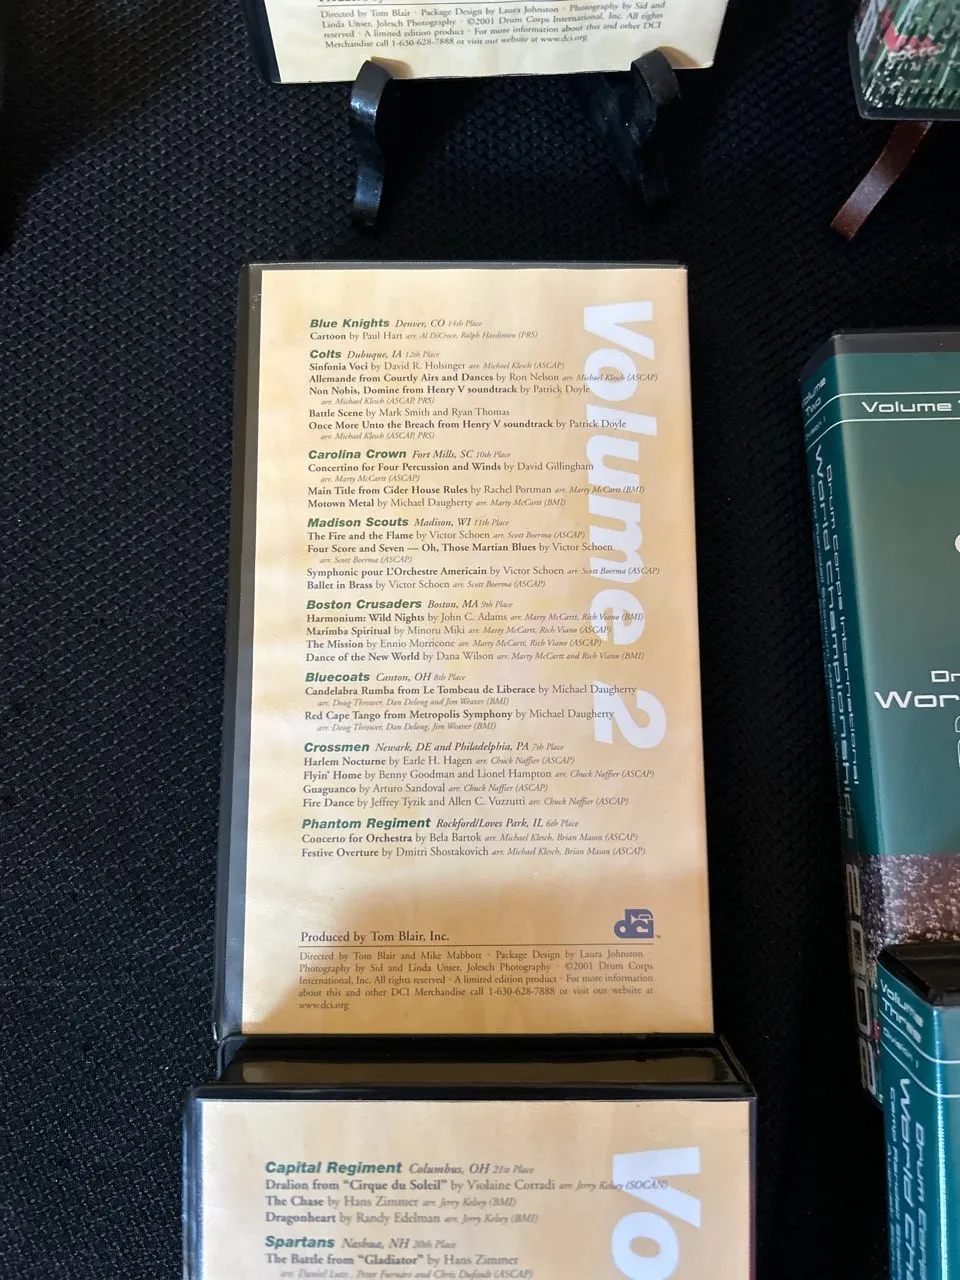 Directed by Tom Blair · Package Design by Laura Johnston · Photography by Sid and
Linda Unser, Jolesch Photography · ©2001 Drum Corps International, Inc. All rights
reserved · A limited edition product · For more information about this and other DCI
Merchandise call 1-630-628-7888 or visit our website at www.dci.org
Volume 2
Blue Knights Denver, CO 14th Place
Cartoon by Paul Hart arr. Al DiCroce, Ralph Hardimon (PRS)
Colts Dubuque, IA 12th Place
Sinfonia Voci by David R. Holsinger arr. Michael Klesch (ASCAP)
Allemande from Courtly Airs and Dances by Ron Nelson arr. Michael Klesch (ASCAP)
Non Nobis, Domine from Henry V soundtrack by Patrick Doyle
arr. Michael Klesch (ASCAP, PRS)
Battle Scene by Mark Smith and Ryan Thomas
Once More Unto the Breach from Henry V soundtrack by Patrick Doyle
arr. Michael Klesch (ASCAP, PRS)
Carolina Crown Fort Mills, SC 10th Place
Concertino for Four Percussion and Winds by David Gillingham
arr. Marty McCartt (ASCAP)
Main Title from Cider House Rules by Rachel Portman arr. Marty McCartt (BMI)
Motown Metal by Michael Daugherty arr. Marty McCartt (BMI)
Madison Scouts Madison, WI 11th Place
The Fire and the Flame by Victor Schoen arr. Scott Boerma (ASCAP)
Four Score and Seven — Oh, Those Martian Blues by Victor Schoen
arr. Scott Boerma (ASCAP)
Symphonic pour L'Orchestre Americain by Victor Schoen arr. Scott Boerma (ASCAP)
Ballet in Brass by Victor Schoen arr. Scott Boerma (ASCAP)
Boston Crusaders Boston, MA 9th Place
Harmonium: Wild Nights by John C. Adams arr. Marty McCartt, Rich Viano (BMI)
Marimba Spiritual by Minoru Miki arr. Marty McCartt, Rich Viano (ASCAP)
The Mission by Ennio Morricone arr. Marty McCartt, Rich Viano (ASCAP)
Dance of the New World by Dana Wilson arr. Marty McCartt and Rich Viano (BMI)
Bluecoats Canton, OH 8th Place
Candelabra Rumba from Le Tombeau de Liberace by Michael Daugherty
arr. Doug Thrower, Dan Delong and Jim Weaver (BMI)
Red Cape Tango from Metropolis Symphony by Michael Daugherty
arr. Doug Thrower, Dan Delong, Jim Weaver (BMI)
Crossmen Newark, DE and Philadelphia, PA 7th Place
Harlem Nocturne by Earle H. Hagen arr. Chuck Naffier (ASCAP)
Flyin' Home by Benny Goodman and Lionel Hampton arr. Chuck Naffier (ASCAP)
Guaguanco by Arturo Sandoval arr. Chuck Naffier (ASCAP)
Fire Dance by Jeffrey Tyzik and Allen C. Vuzzutti arr. Chuck Naffier (ASCAP)
Phantom Regiment Rockford/Loves Park, IL 6th Place
Concerto for Orchestra by Bela Bartok arr. Michael Klesch, Brian Mason (ASCAP)
Festive Overture by Dmitri Shostakovich arr. Michael Klesch, Brian Mason (ASCAP)
dci
Produced by Tom Blair, Inc.
Directed by Tom Blair and Mike Mabbott · Package Design by Laura Johnston ·
Photography by Sid and Linda Unser, Jolesch Photography · ©2001 Drum Corps
International, Inc. All rights reserved · A limited edition product · For more information
about this and other DCI Merchandise call 1-630-628-7888 or visit our website at
www.dci.org
Capital Regiment Columbus, OH 21st Place
Dralion from "Cirque du Soleil" by Violaine Corradi arr. Jerry Kelsey (SOCAN)
The Chase by Hans Zimmer arr. Jerry Kelsey (BMI)
Dragonheart by Randy Edelman arr. Jerry Kelsey (BMI)
Spartans Nashua, NH 20th Place
The Battle from "Gladiator" by Hans Zimmer
arr. Daniel Lutz, Peter Furnari and Chris Dufault (ASCAP)
Vo
Volume
Two
Division 1
Drum Corps International
World Championships
Volume
Wor
Volume
Three
Division 1